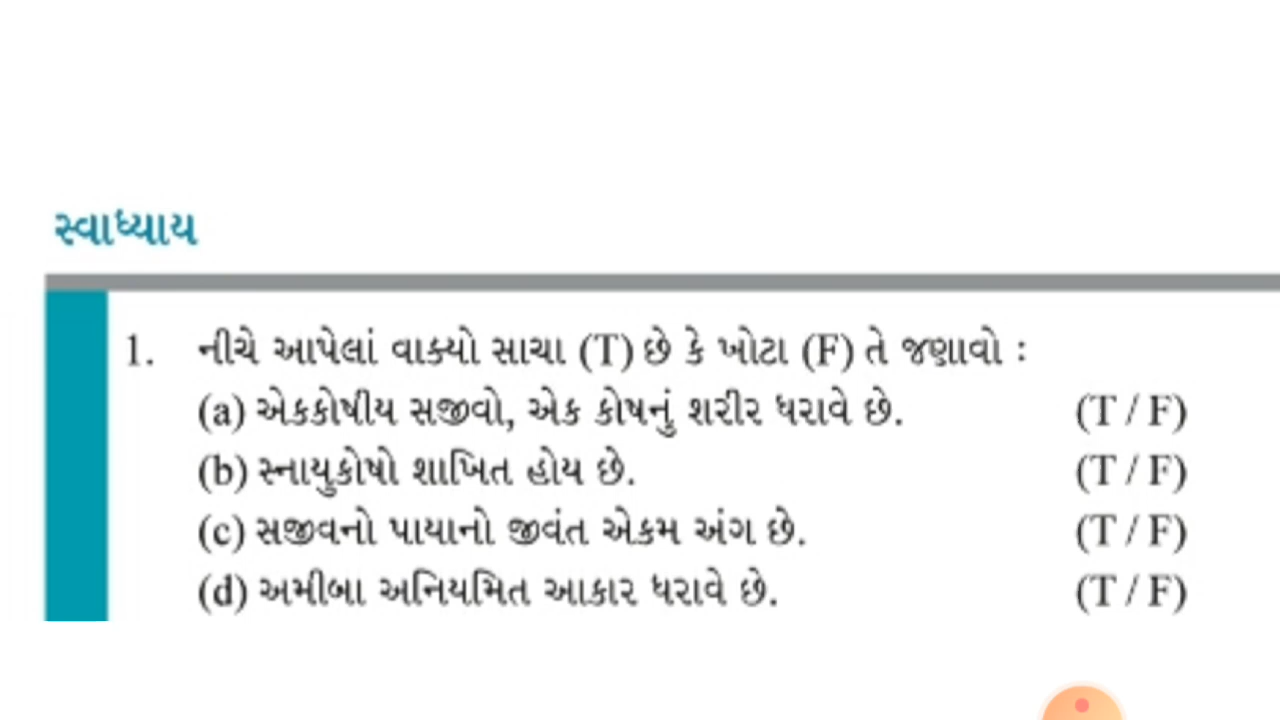 સ્વાધ્યાય
1. નીચે આપેલાં વાક્યો સાચા (T) છે કે ખોટા (F) તે જણાવો :
(a) એકકોષીય સજીવો, એક કોષનું શરીર ધરાવે છે. (T / F)
(b) સ્નાયુકોષો શાખિત હોય છે. (T / F)
(c) સજીવનો પાયાનો જીવંત એકમ અંગ છે. (T / F)
(d) અમીબા અનિયમિત આકાર ધરાવે છે. (T / F)